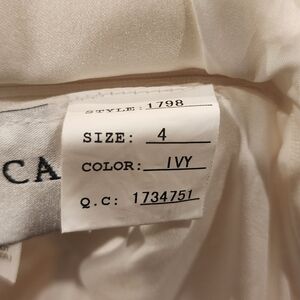 STYLE: 1798
SIZE: 4
CA
COLOR: IVY
Q.C: 1734751